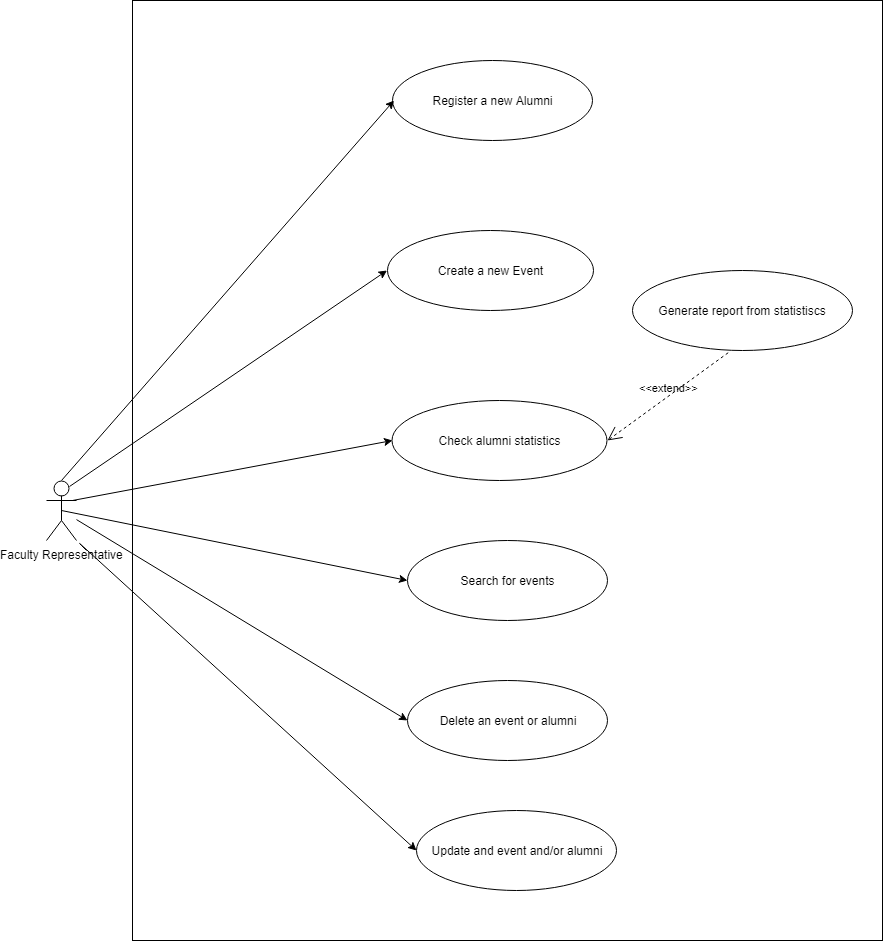 Register a new Alumni
Create a new Event
Generate report from statistiscs
<<extend>>
Check alumni statistics
Faculty Representative
Search for events
Delete an event or alumni
Update and event and/or alumni